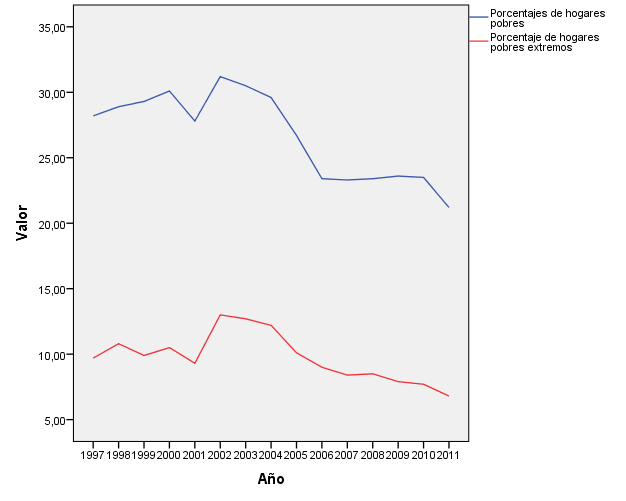 Porcentajes de hogares
pobres
Porcentaje de hogares
pobres extremos
Valor
35,00
30,00
25,00
20,00
15,00
10,00
5,00
1997 1998 1999 2000 2001 2002 2003 2004 2005 2006 2007 2008 2009 2010 2011
Año